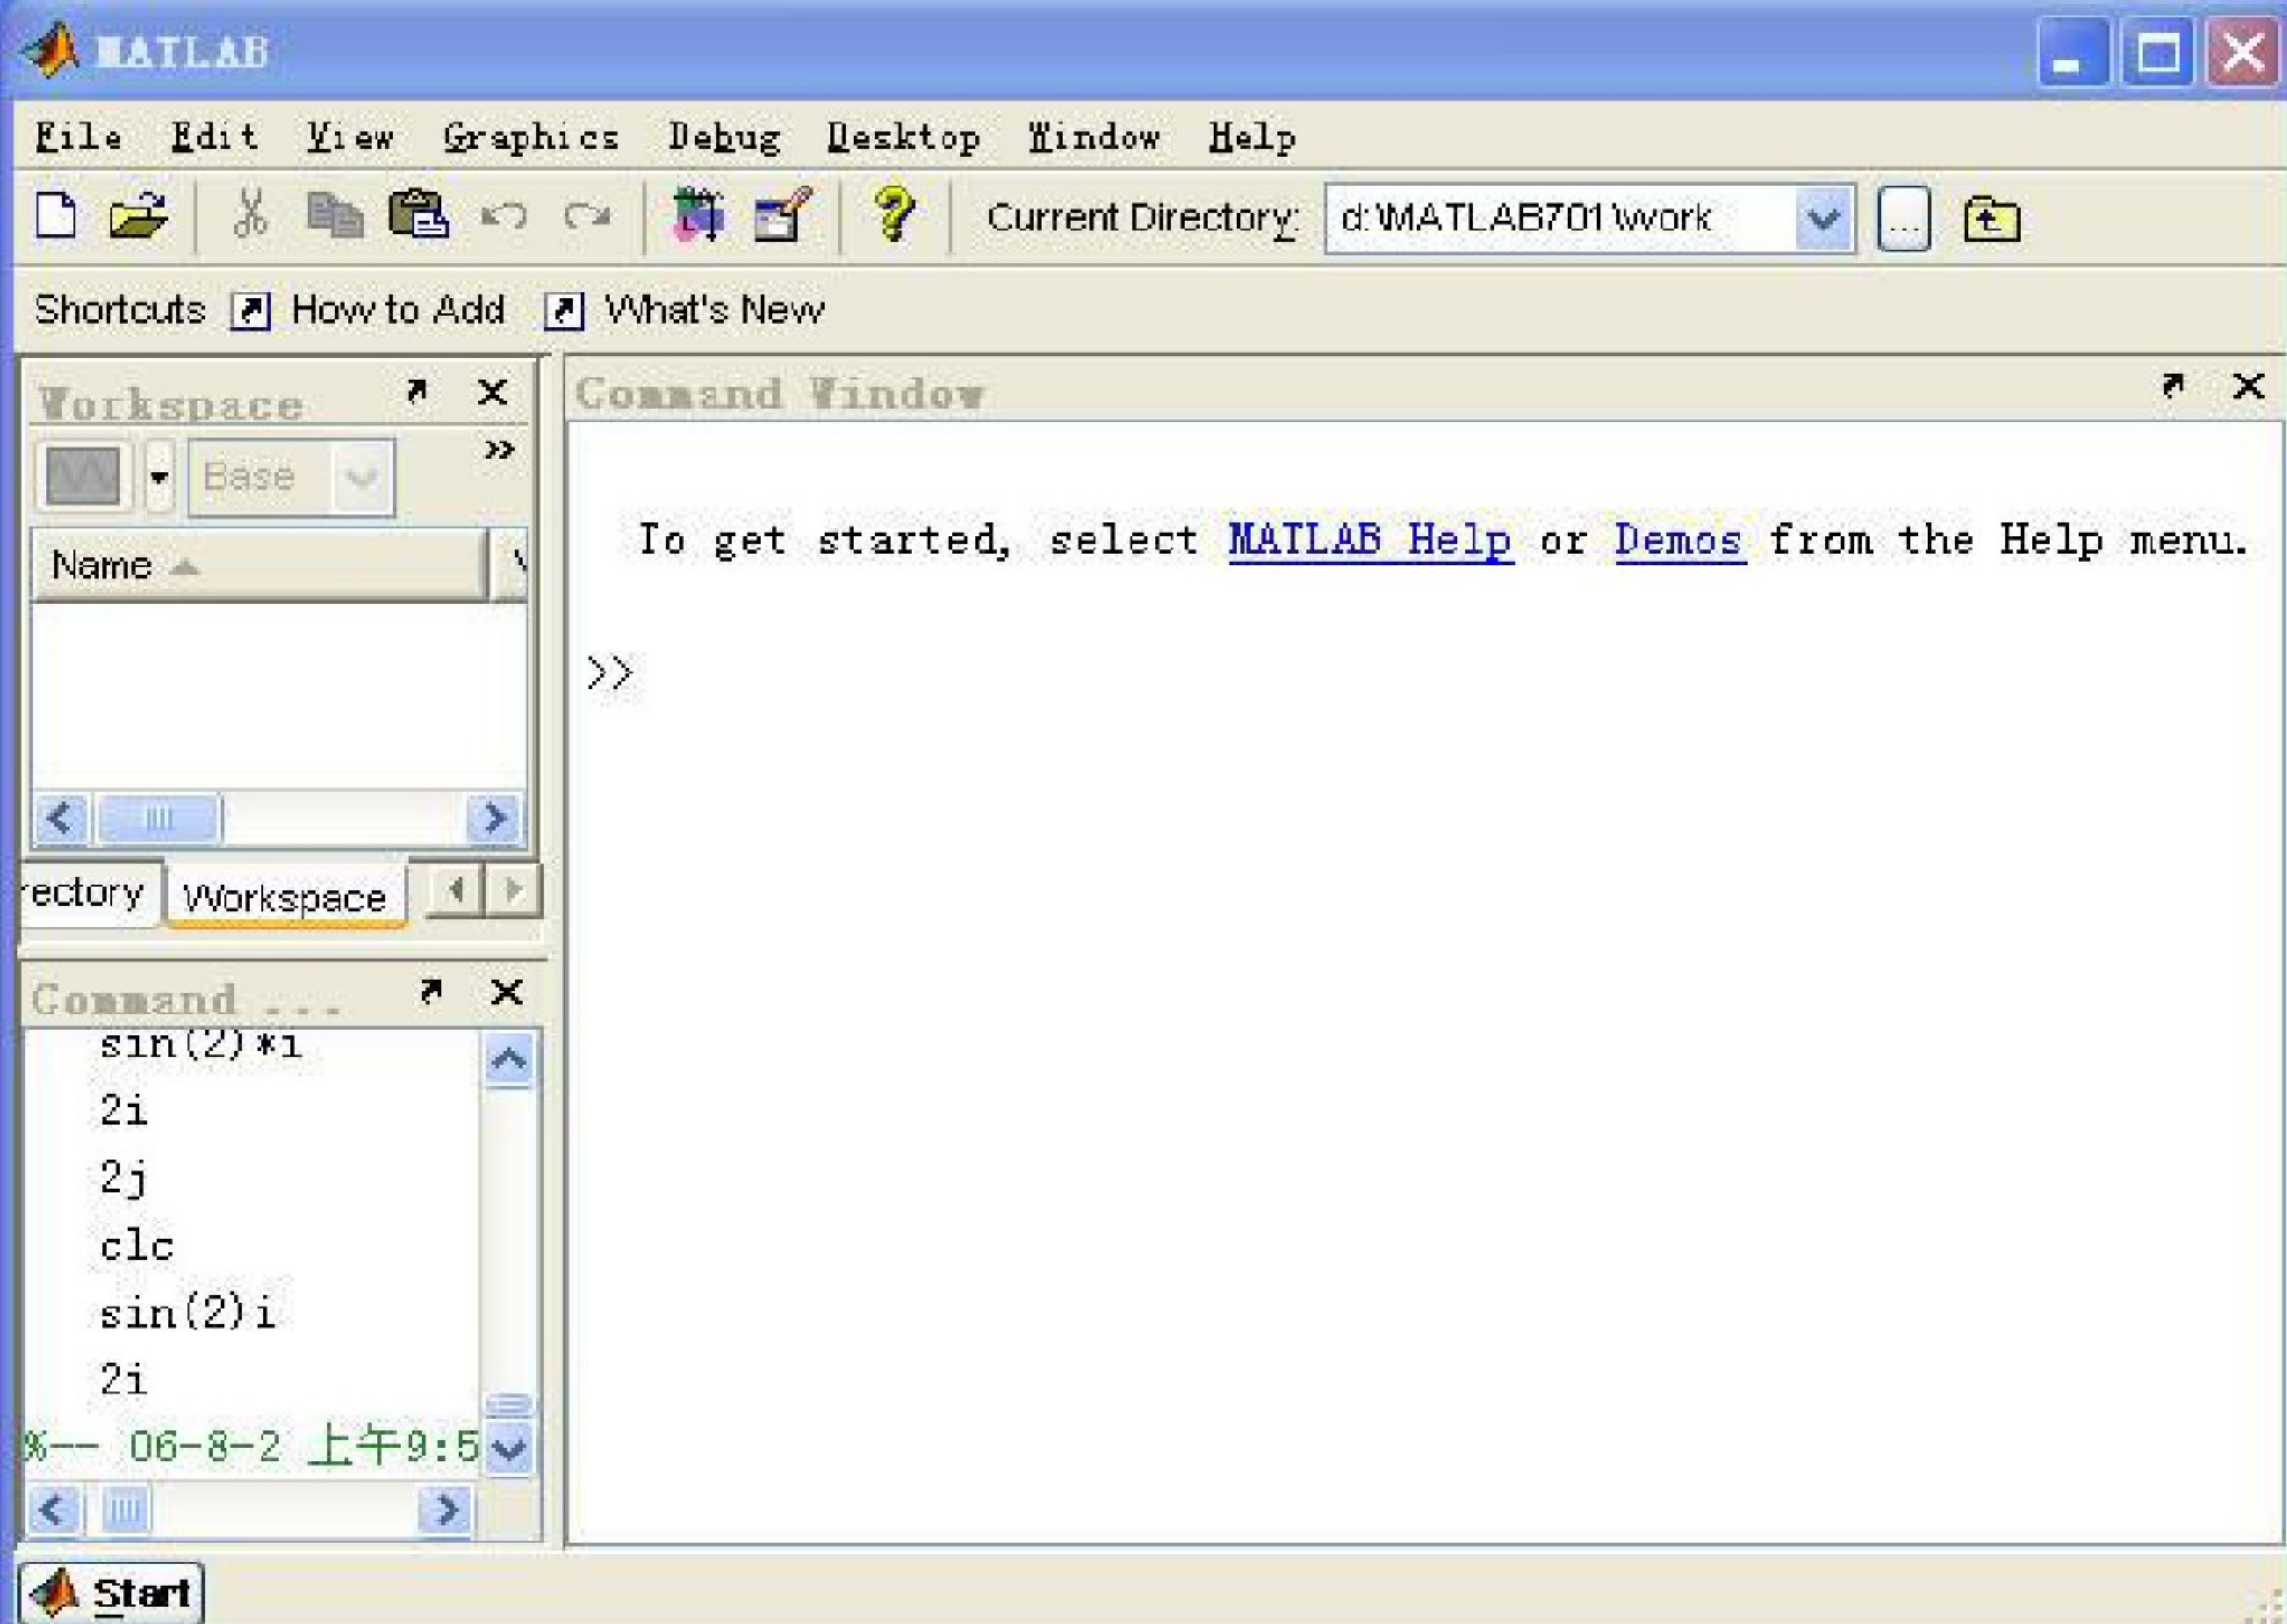 MATLAB
File Edit View Graphics Debug Desktop Window Help
Current Directory: d:\MATLAB701\work ...
Shortcuts How to Add What's New
Workspace
Base »
Name
rectory Workspace
Command ...
sin(2)*i
2i
2j
clc
sin(2)i
2i
%-- 06-8-2 上午9:5
Command Window
To get started, select MATLAB Help or Demos from the Help menu.
>>
Start